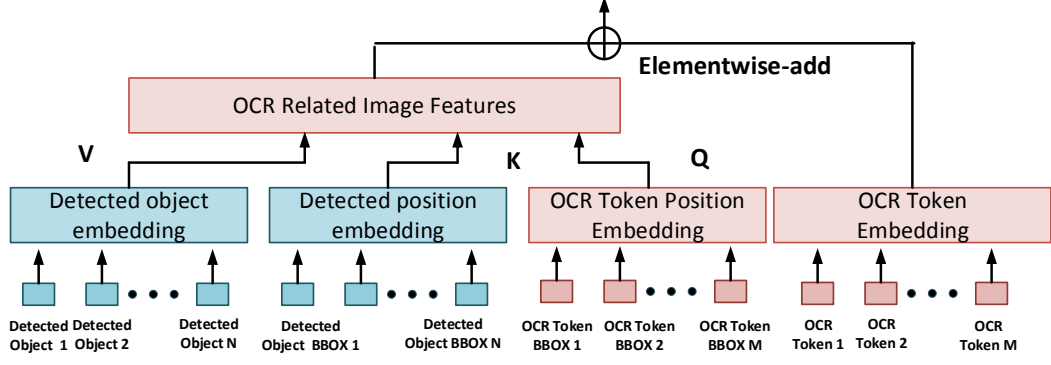 Elementwise-add
OCR Related Image Features
V
K
Q
Detected object
embedding
Detected position
embedding
OCR Token Position
Embedding
OCR Token
Embedding
Detected
Object 1
Detected
Object 2
Detected
Object N
Detected
Object BBOX 1
Detected
Object BBOX N
OCR Token
BBOX 1
OCR Token
BBOX 2
OCR Token
BBOX M
OCR
Token 1
OCR
Token 2
OCR
Token M